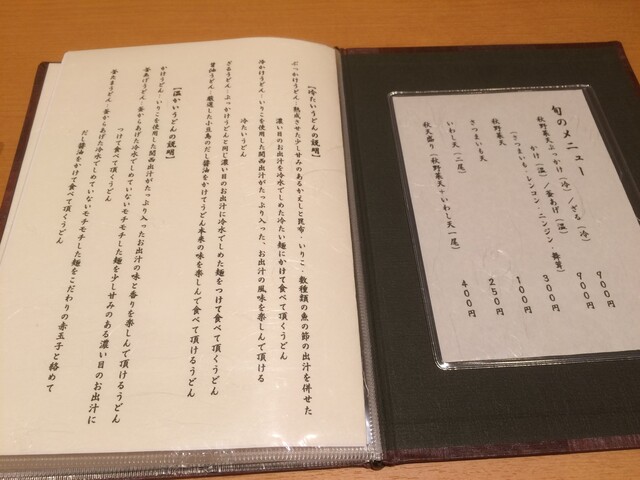 旬のメニュー
秋野菜天ぶっかけ(冷)/ざる(冷) 900円
かけ(温)/釜あげ(温) 900円
秋野菜天 300円
(さつまいも・レンコン・ニンジン・舞茸)
さつまいも天 100円
いわし天(二尾) 250円
秋天盛り(秋野菜天+いわし天一尾) 400円
【冷たいうどんの説明】
ぶっかけうどん・熟成させた少し甘みのあるかえしと昆布・いりこ・数種類の魚の節の出汁を併せた
濃い目のお出汁を冷水でしめた冷たい麺にかけて食べて頂くうどん
冷かけうどん・いりこを使用した関西出汁がたっぷり入った、お出汁の風味を楽しんで頂ける
冷たいうどん
ざるうどん・ぶっかけうどんと同じ濃い目のお出汁に冷水でしめた麺をつけて食べて頂くうどん
醤油うどん・厳選した小豆島のだし醤油をかけてうどん本来の味を楽しんで食べて頂けるうどん
【温かいうどんの説明】
かけうどん・いりこを使用した関西出汁がたっぷり入ったお出汁の味と香りを楽しんで頂けるうどん
釜あげうどん・釜からあげた冷水でしめていないモチモチした麺を少し甘みのある濃い目のお出汁に
つけて食べて頂くうどん
釜たまうどん・釜からあげた冷水でしめていないモチモチした麺をこだわりの赤玉子と絡めて
だし醤油をかけて食べて頂くうどん